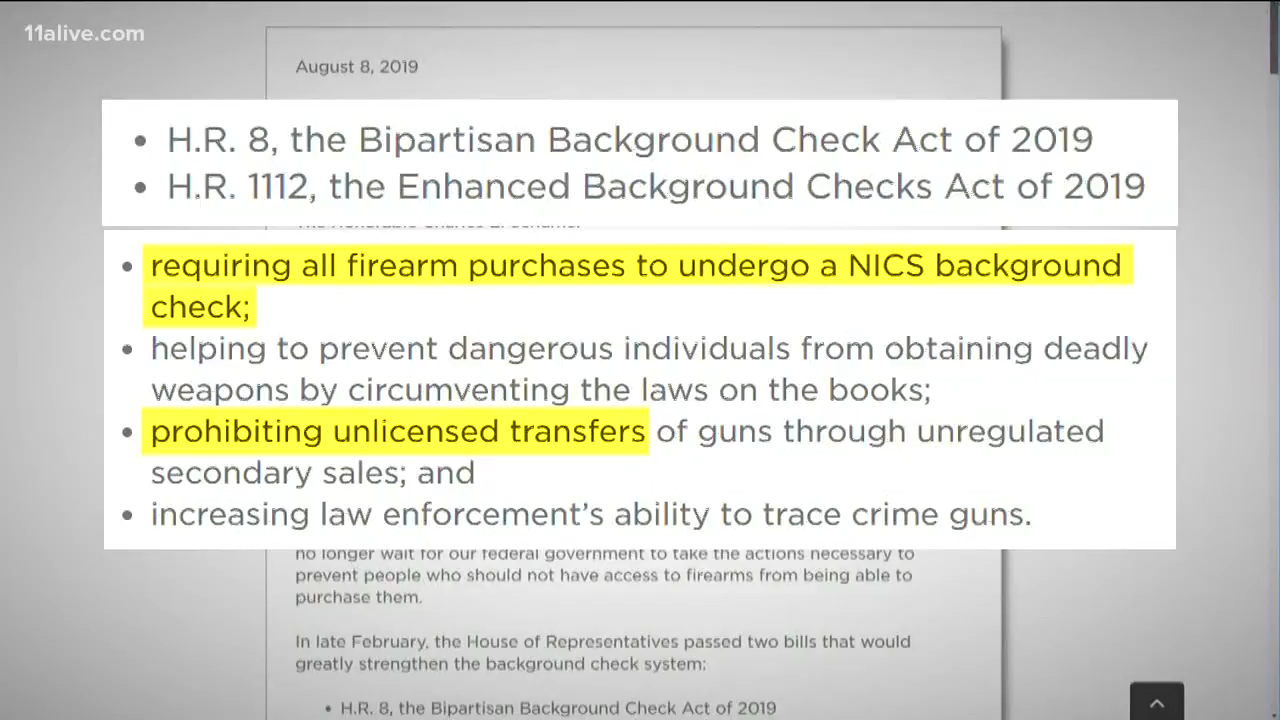 11alive.com
August 8, 2019
• H.R. 8, the Bipartisan Background Check Act of 2019
• H.R. 1112, the Enhanced Background Checks Act of 2019
• requiring all firearm purchases to undergo a NICS background
check;
• helping to prevent dangerous individuals from obtaining deadly
weapons by circumventing the laws on the books;
• prohibiting unlicensed transfers of guns through unregulated
secondary sales; and
• increasing law enforcement’s ability to trace crime guns.
no longer wait for our federal government to take the actions necessary to
prevent people who should not have access to firearms from being able to
purchase them.
In late February, the House of Representatives passed two bills that would
greatly strengthen the background check system:
• H.R. 8, the Bipartisan Background Check Act of 2019